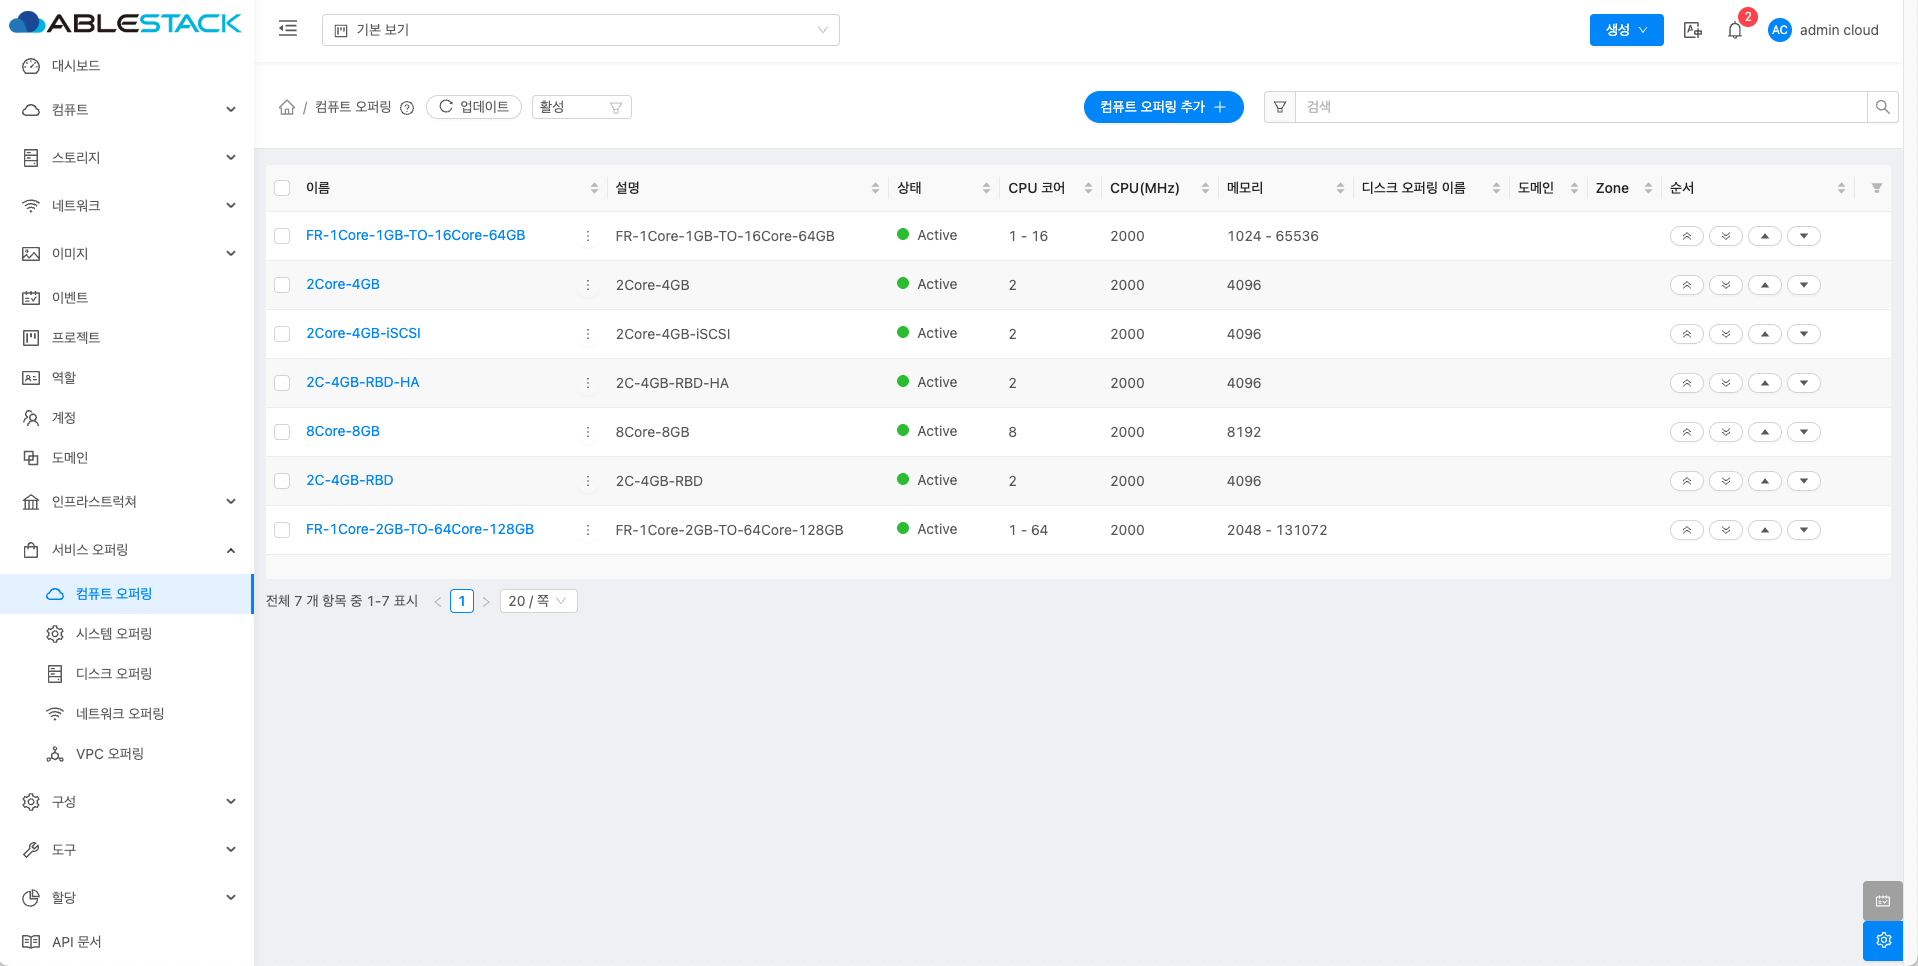 ABLESTACK
기본 보기
생성
2
AC
admin cloud
대시보드
컴퓨트
스토리지
네트워크
이미지
이벤트
프로젝트
역할
계정
도메인
인프라스트럭쳐
서비스 오퍼링
컴퓨트 오퍼링
시스템 오퍼링
디스크 오퍼링
네트워크 오퍼링
VPC 오퍼링
구성
도구
할당
API 문서
/ 컴퓨트 오퍼링 업데이트 활성
컴퓨트 오퍼링 추가 +
검색
이름 설명 상태 CPU 코어 CPU(MHz) 메모리 디스크 오퍼링 이름 도메인 Zone 순서
FR-1Core-1GB-TO-16Core-64GB FR-1Core-1GB-TO-16Core-64GB Active 1 - 16 2000 1024 - 65536
2Core-4GB 2Core-4GB Active 2 2000 4096
2Core-4GB-iSCSI 2Core-4GB-iSCSI Active 2 2000 4096
2C-4GB-RBD-HA 2C-4GB-RBD-HA Active 2 2000 4096
8Core-8GB 8Core-8GB Active 8 2000 8192
2C-4GB-RBD 2C-4GB-RBD Active 2 2000 4096
FR-1Core-2GB-TO-64Core-128GB FR-1Core-2GB-TO-64Core-128GB Active 1 - 64 2000 2048 - 131072
전체 7 개 항목 중 1-7 표시 < 1 > 20 / 쪽